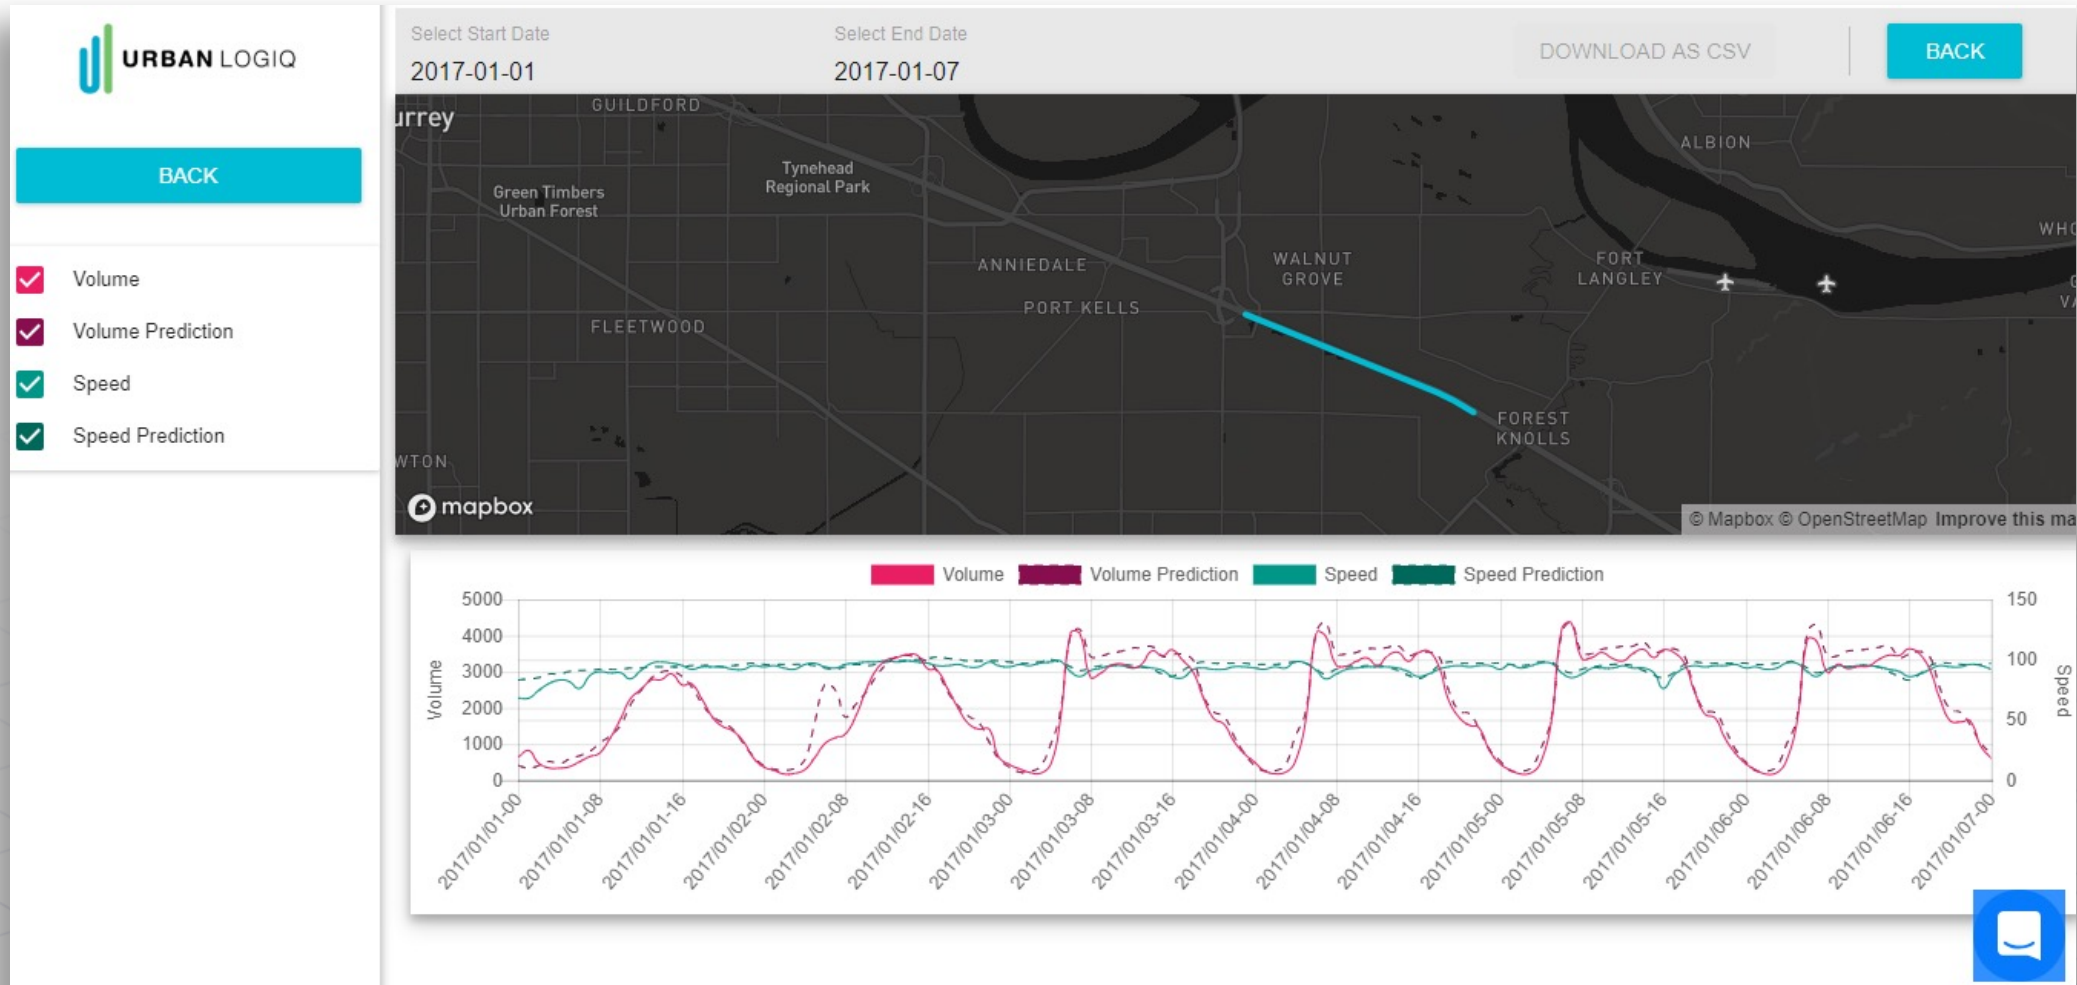 URBAN LOGIQ
BACK
Volume
Volume Prediction
Speed
Speed Prediction
Select Start Date
2017-01-01
Select End Date
2017-01-07
DOWNLOAD AS CSV
BACK
urrey
GUILDFORD
Tynehead
Regional Park
Green Timbers
Urban Forest
ALBION
WHO
ANNIEDALE
WALNUT
GROVE
FORT
LANGLEY
VA
PORT KELLS
FLEETWOOD
FOREST
KNOLLS
WTON
mapbox
© Mapbox © OpenStreetMap Improve this ma
Volume
Volume Prediction
Speed
Speed Prediction
Volume
5000
4000
3000
2000
1000
0
150
100
50
0
Speed
2017/01/01-00
2017/01/01-08
2017/01/01-16
2017/01/02-00
2017/01/02-08
2017/01/02-16
2017/01/03-00
2017/01/03-08
2017/01/03-16
2017/01/04-00
2017/01/04-08
2017/01/04-16
2017/01/05-00
2017/01/05-08
2017/01/05-16
2017/01/06-00
2017/01/06-08
2017/01/06-16
2017/01/07-00